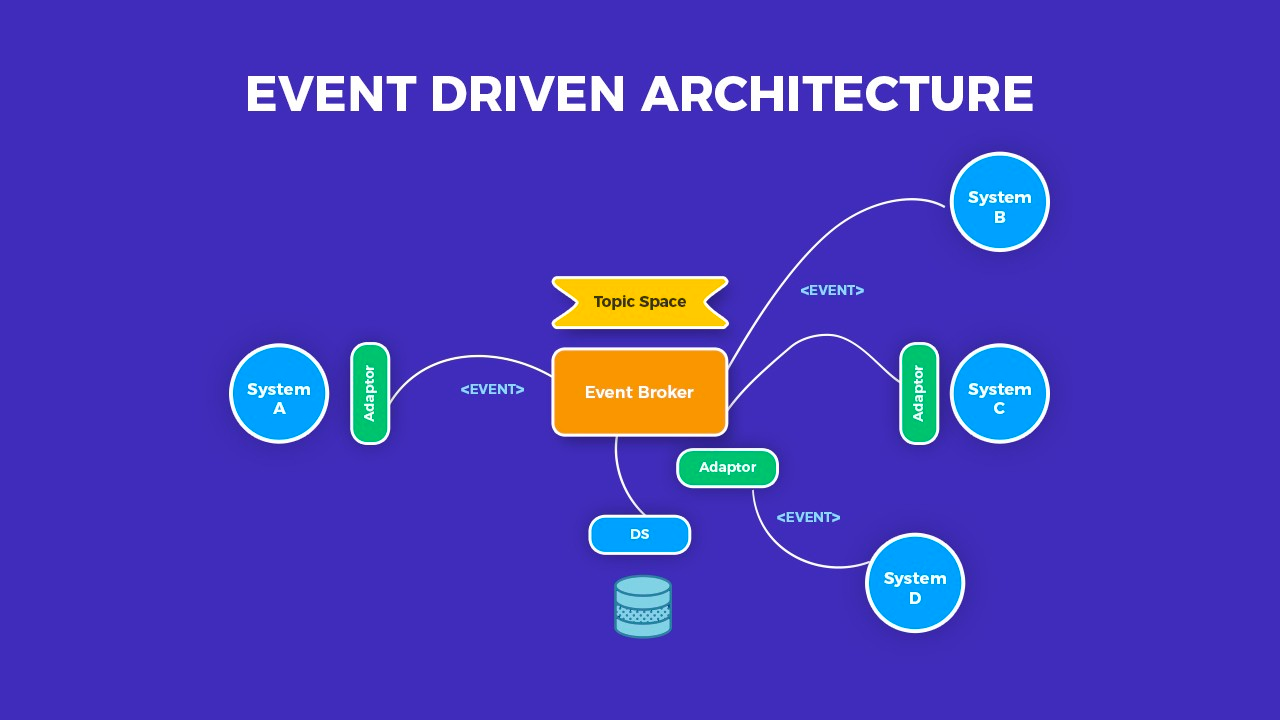 EVENT DRIVEN ARCHITECTURE
System
B
<EVENT>
Topic Space
System
A
Adaptor
<EVENT>
Event Broker
Adaptor
System
C
Adaptor
<EVENT>
DS
System
D